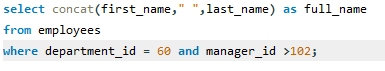 select concat(first_name," ",last_name) as full_name
from employees
where department_id = 60 and manager_id >102;